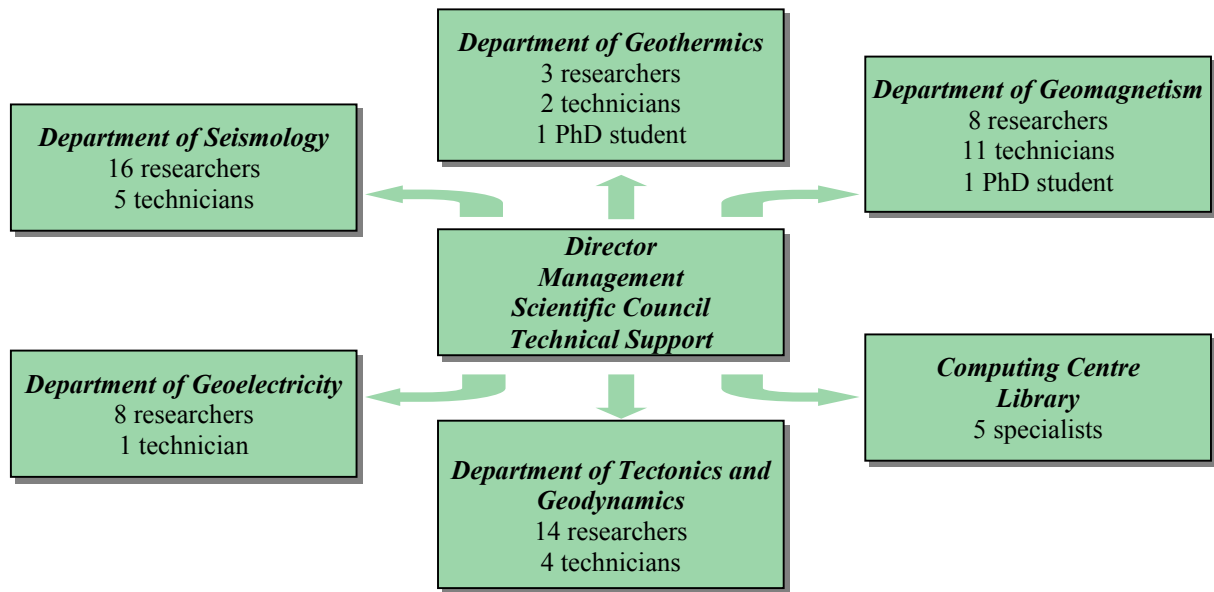 Department of Geothermics
3 researchers
2 technicians
1 PhD student
Department of Geomagnetism
8 researchers
11 technicians
1 PhD student
Department of Seismology
16 researchers
5 technicians
Director
Management
Scientific Council
Technical Support
Department of Geoelectricity
8 researchers
1 technician
Computing Centre
Library
5 specialists
Department of Tectonics and
Geodynamics
14 researchers
4 technicians